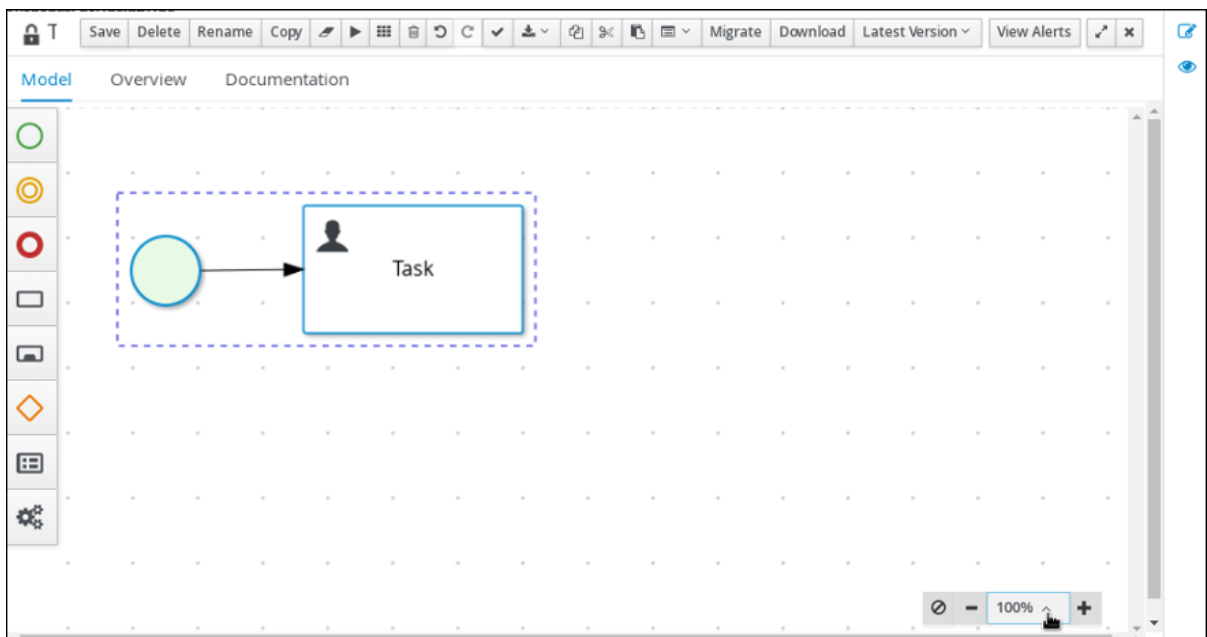 T Save Delete Rename Copy Migrate Download Latest Version View Alerts
Model Overview Documentation
Task
100%